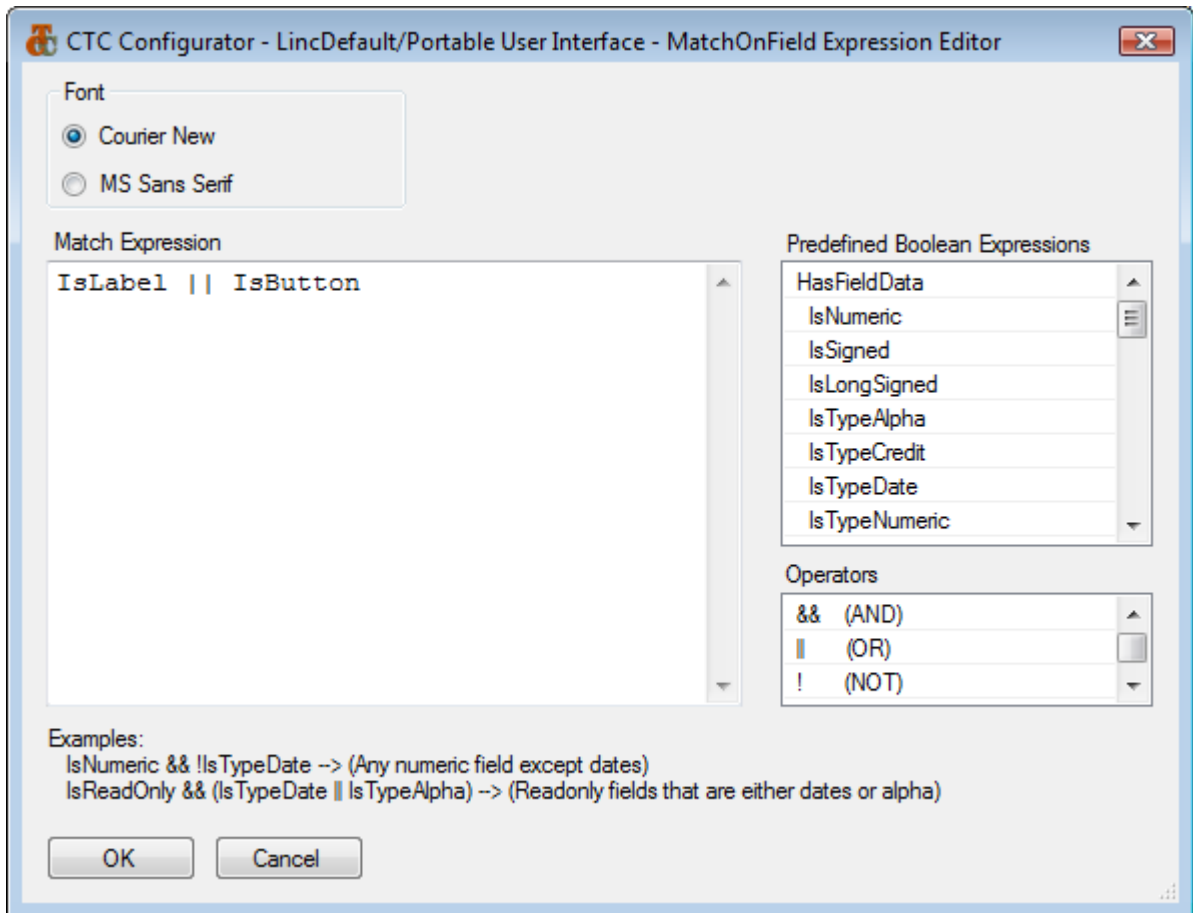 CTC Configurator - LincDefault/Portable User Interface - MatchOnField Expression Editor
Font
Courier New
MS Sans Serif
Match Expression
IsLabel || IsButton
Predefined Boolean Expressions
HasFieldData
IsNumeric
IsSigned
IsLongSigned
IsTypeAlpha
IsTypeCredit
IsTypeDate
IsTypeNumeric
Operators
&& (AND)
|| (OR)
! (NOT)
Examples:
IsNumeric && !IsTypeDate --> (Any numeric field except dates)
IsReadOnly && (IsTypeDate || IsTypeAlpha) --> (Readonly fields that are either dates or alpha)
OK
Cancel